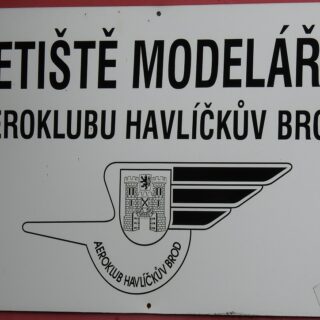 ETIŠTĚ MODELÁŘ
EROKLUBU HAVLÍČKŮV BRO
AEROKLUB HAVLÍČKŮV BROD